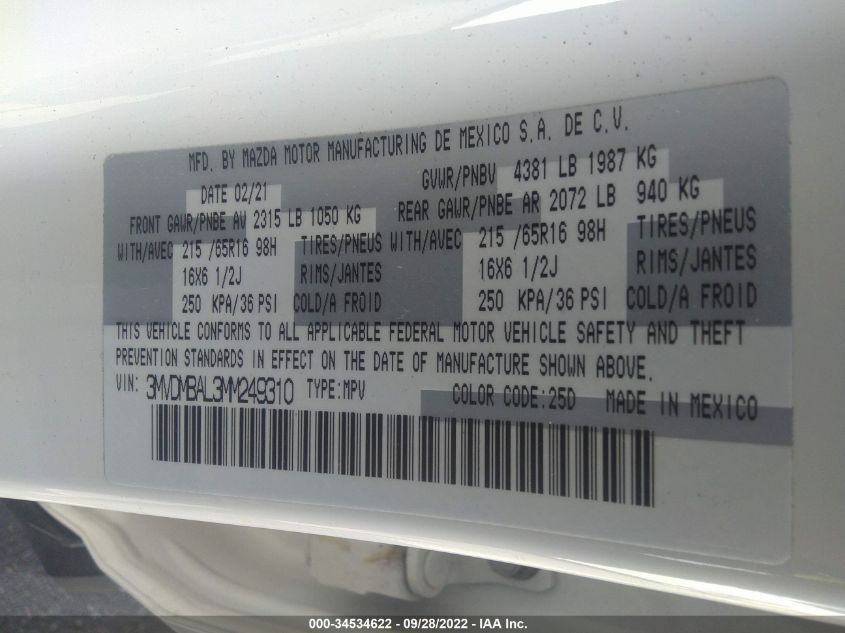 MFD. BY MAZDA MOTOR MANUFACTURING DE MEXICO S.A. DE C.V.
DATE 02/21 GVWR/PNBV 4381 LB 1987 KG
FRONT GAWR/PNBE AV 2315 LB 1050 KG REAR GAWR/PNBE AR 2072 LB 940 KG
WITH/AVEC 215 /65R16 98H TIRES/PNEUS WITH/AVEC 215 /65R16 98H TIRES/PNEUS
16X6 1/2J RIMS/JANTES 16X6 1/2J RIMS/JANTES
250 KPA/36 PSI COLD/A FROID 250 KPA/36 PSI COLD/A FROID
THIS VEHICLE CONFORMS TO ALL APPLICABLE FEDERAL MOTOR VEHICLE SAFETY AND THEFT
PREVENTION STANDARDS IN EFFECT ON THE DATE OF MANUFACTURE SHOWN ABOVE.
VIN: 3MVDMBAL3MM249310 TYPE:MPV COLOR CODE:25D MADE IN MEXICO
000-34534622 - 09/28/2022 - IAA Inc.